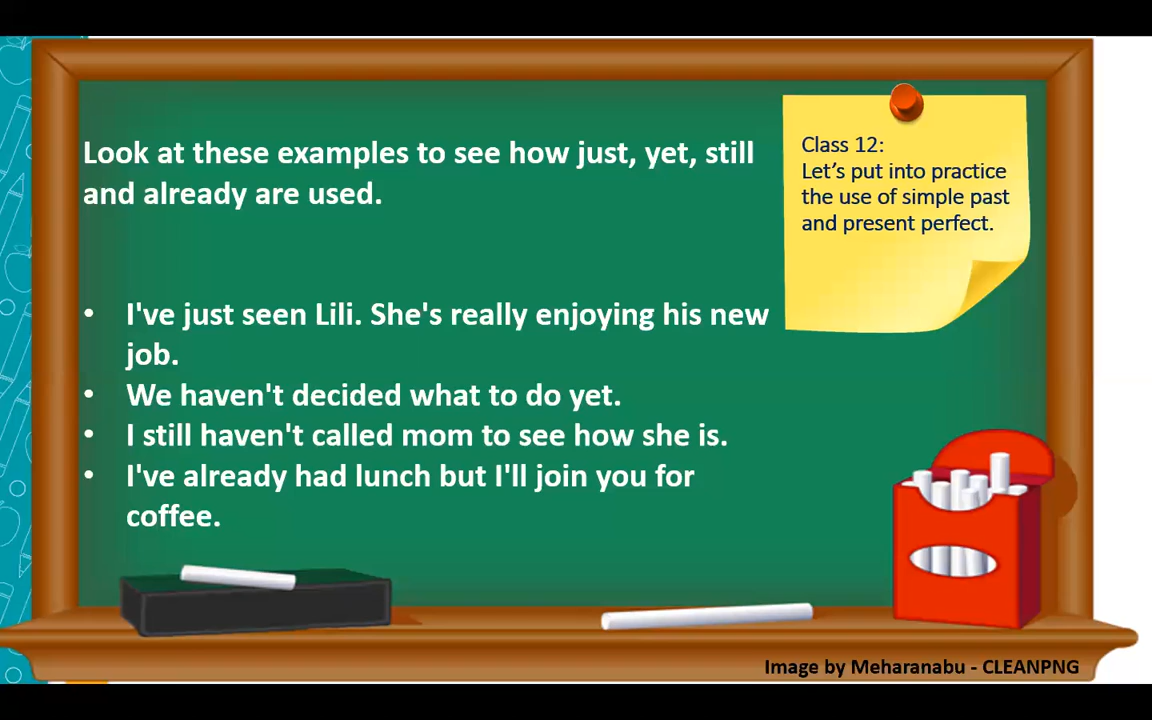 Look at these examples to see how just, yet, still
and already are used.
Class 12:
Let’s put into practice
the use of simple past
and present perfect.
• I've just seen Lili. She's really enjoying his new
job.
• We haven't decided what to do yet.
• I still haven't called mom to see how she is.
• I've already had lunch but I'll join you for
coffee.
Image by Meharanabu - CLEANPNG